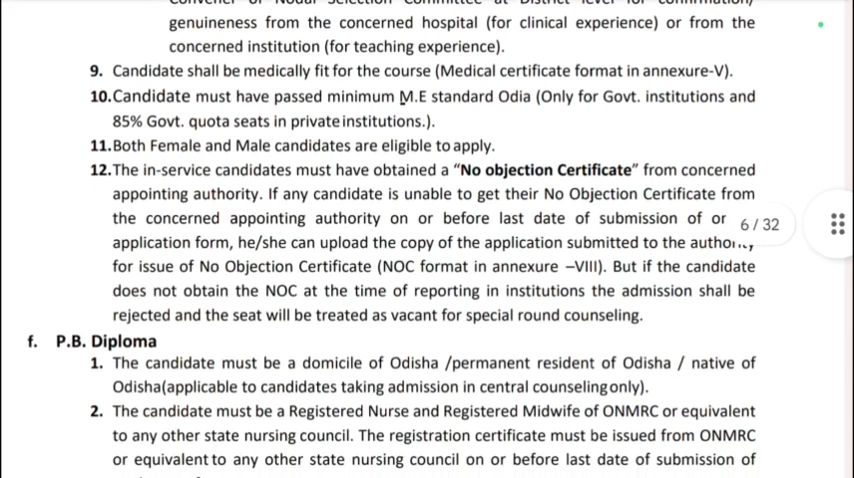 genuineness from the concerned hospital (for clinical experience) or from the
concerned institution (for teaching experience).
9. Candidate shall be medically fit for the course (Medical certificate format in annexure-V).
10.Candidate must have passed minimum M.E standard Odia (Only for Govt. institutions and
85% Govt. quota seats in private institutions.).
11.Both Female and Male candidates are eligible to apply.
12.The in-service candidates must have obtained a “No objection Certificate” from concerned
appointing authority. If any candidate is unable to get their No Objection Certificate from
the concerned appointing authority on or before last date of submission of
6 / 32
application form, he/she can upload the copy of the application submitted to the
for issue of No Objection Certificate (NOC format in annexure –VIII). But if the candidate
does not obtain the NOC at the time of reporting in institutions the admission shall be
rejected and the seat will be treated as vacant for special round counseling.
f. P.B. Diploma
1. The candidate must be a domicile of Odisha /permanent resident of Odisha / native of
Odisha(applicable to candidates taking admission in central counseling only).
2. The candidate must be a Registered Nurse and Registered Midwife of ONMRC or equivalent
to any other state nursing council. The registration certificate must be issued from ONMRC
or equivalent to any other state nursing council on or before last date of submission of